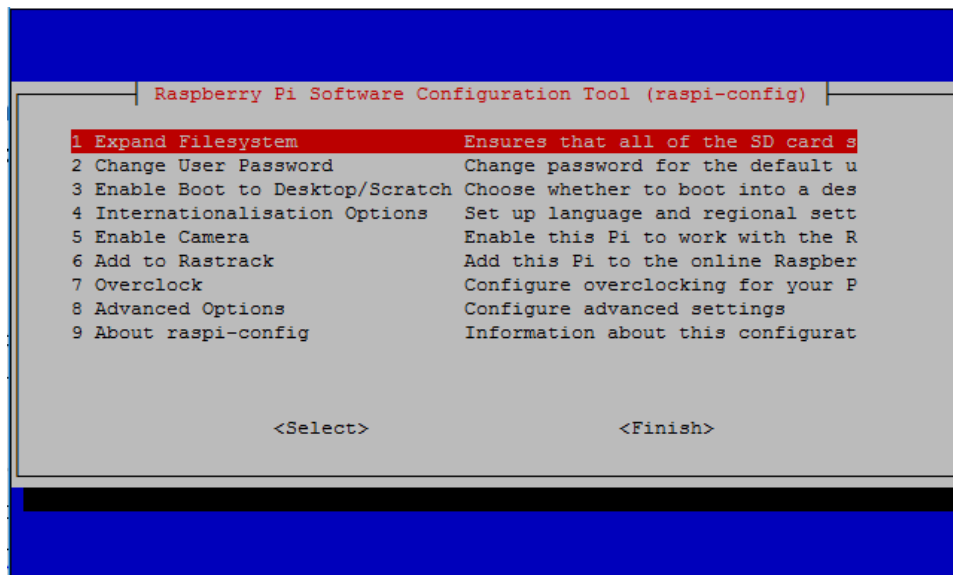 Raspberry Pi Software Configuration Tool (raspi-config)
1 Expand Filesystem Ensures that all of the SD card s
2 Change User Password Change password for the default u
3 Enable Boot to Desktop/Scratch Choose whether to boot into a des
4 Internationalisation Options Set up language and regional sett
5 Enable Camera Enable this Pi to work with the R
6 Add to Rastrack Add this Pi to the online Raspber
7 Overclock Configure overclocking for your P
8 Advanced Options Configure advanced settings
9 About raspi-config Information about this configurat
<Select> <Finish>